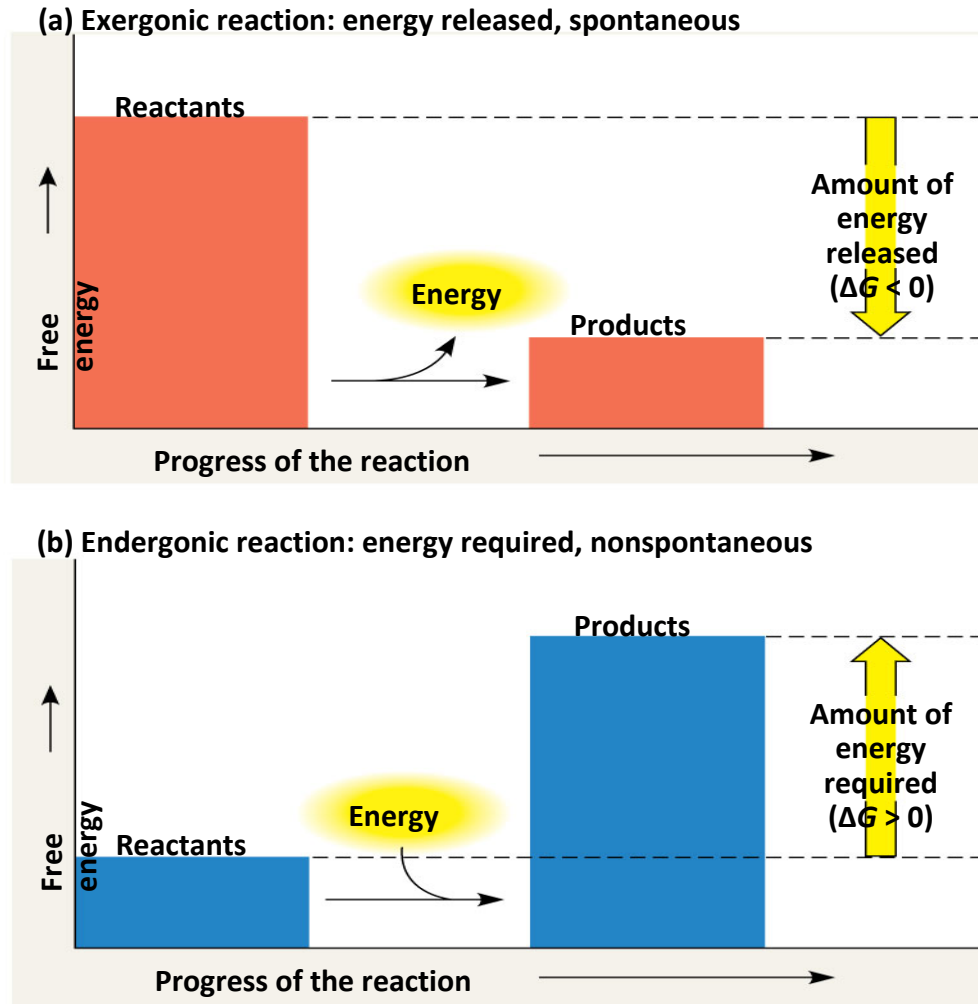 (a) Exergonic reaction: energy released, spontaneous
Reactants
Free
energy
Energy
Products
Amount of
energy
released
(ΔG < 0)
Progress of the reaction
(b) Endergonic reaction: energy required, nonspontaneous
Products
Free
energy
Reactants
Energy
Amount of
energy
required
(ΔG > 0)
Progress of the reaction